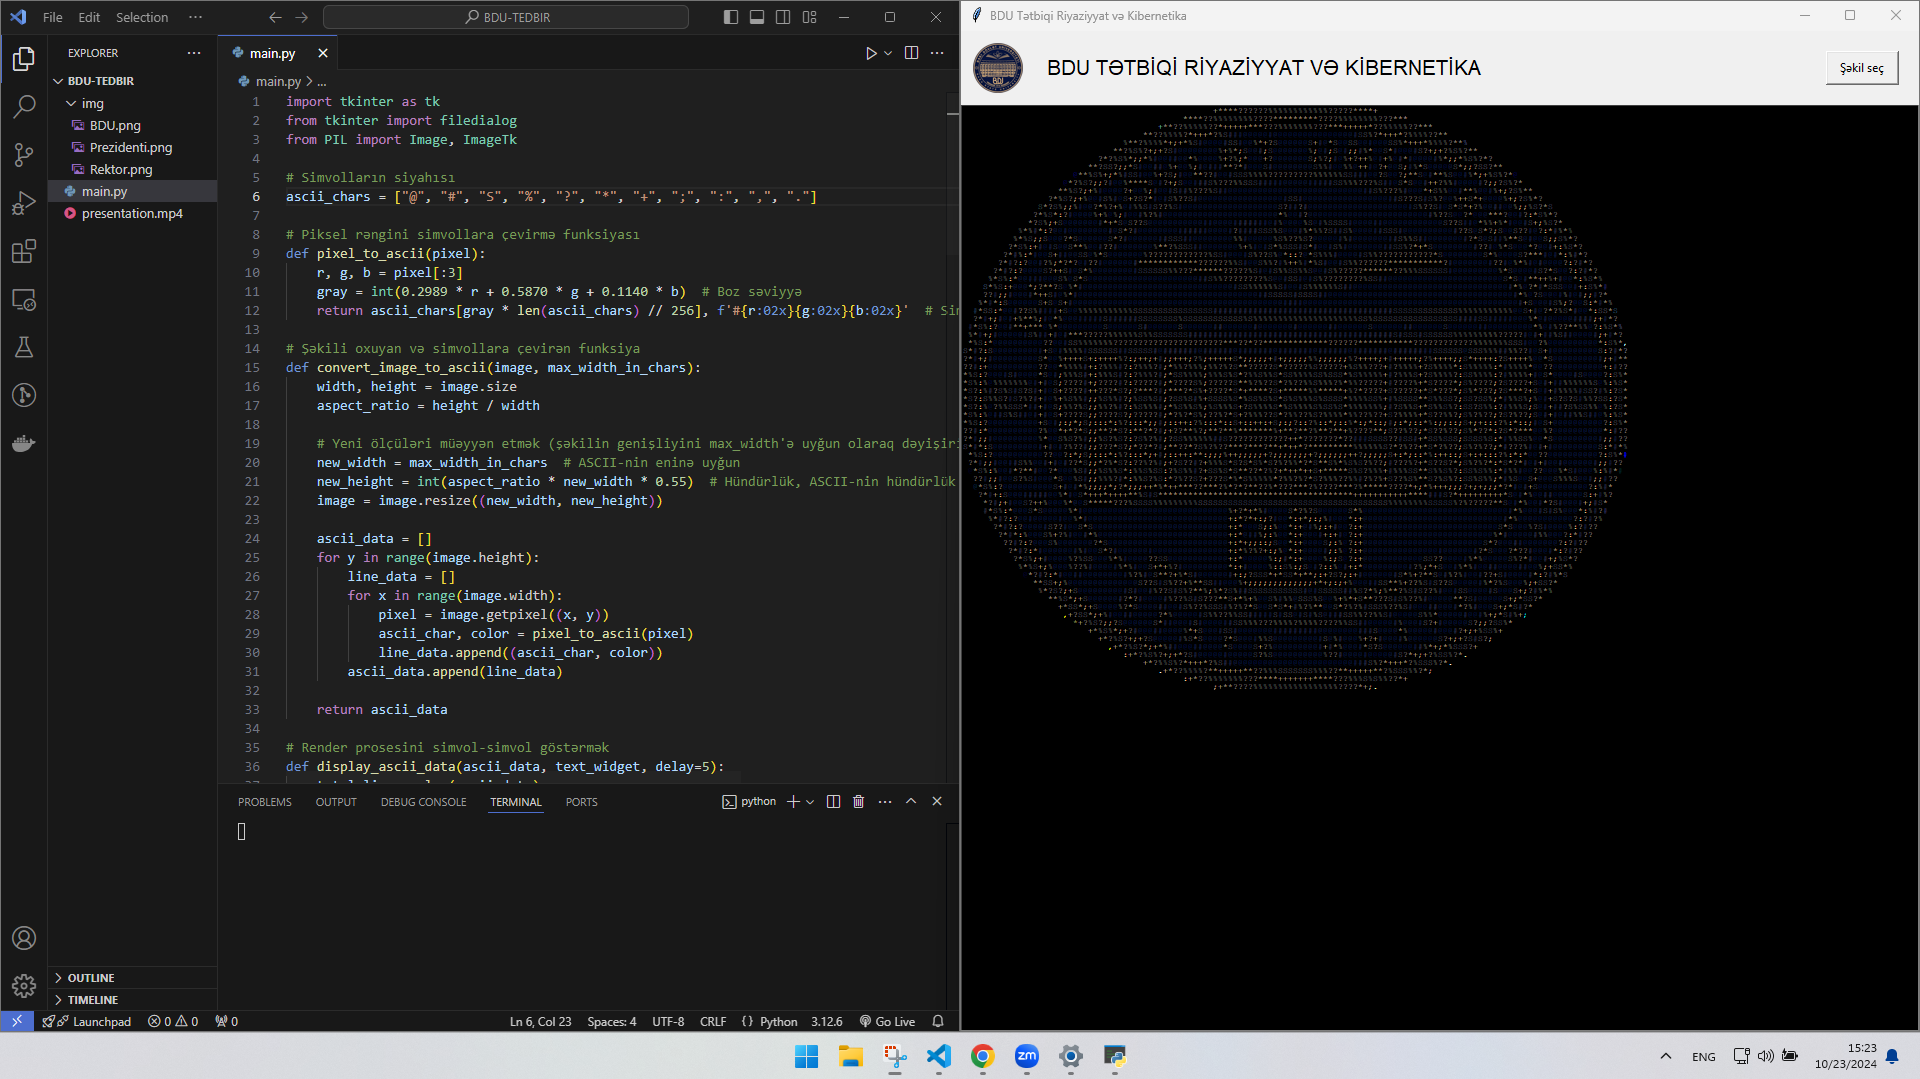 File Edit Selection ···
BDU-TEDBIR
EXPLORER ···
BDU-TEDBIR
img
BDU.png
Prezidenti.png
Rektor.png
main.py
presentation.mp4
OUTLINE
TIMELINE
main.py
main.py > ...
1 import tkinter as tk
2 from tkinter import filedialog
3 from PIL import Image, ImageTk
4
5 # Simvolların siyahısı
6 ascii_chars = ["@", "#", "S", "%", "?", "*", "+", ";", ":", ",", "."]
7
8 # Piksel rəngini simvollara çevirmə funksiyası
9 def pixel_to_ascii(pixel):
10 r, g, b = pixel[:3]
11 gray = int(0.2989 * r + 0.5870 * g + 0.1140 * b)  # Boz səviyyə
12 return ascii_chars[gray * len(ascii_chars) // 256], f'#{r:02x}{g:02x}{b:02x}'  # Sim
13
14 # Şəkili oxuyan və simvollara çevirən funksiya
15 def convert_image_to_ascii(image, max_width_in_chars):
16 width, height = image.size
17 aspect_ratio = height / width
18
19 # Yeni ölçüləri müəyyən etmək (şəkilin genişliyini max_width'ə uyğun olaraq dəyişiri
20 new_width = max_width_in_chars  # ASCII-nin eninə uyğun
21 new_height = int(aspect_ratio * new_width * 0.55)  # Hündürlük, ASCII-nin hündürlük
22 image = image.resize((new_width, new_height))
23
24 ascii_data = []
25 for y in range(image.height):
26 line_data = []
27 for x in range(image.width):
28 pixel = image.getpixel((x, y))
29 ascii_char, color = pixel_to_ascii(pixel)
30 line_data.append((ascii_char, color))
31 ascii_data.append(line_data)
32
33 return ascii_data
34
35 # Render prosesini simvol-simvol göstərmək
36 def display_ascii_data(ascii_data, text_widget, delay=5):
PROBLEMS OUTPUT DEBUG CONSOLE TERMINAL PORTS
python
Launchpad 0 0 0
Ln 6, Col 23 Spaces: 4 UTF-8 CRLF {} Python 3.12.6 Go Live
BDU Tətbiqi Riyaziyyat və Kibernetika
BDU TƏTBİQİ RİYAZİYYAT VƏ KİBERNETİKA
Şəkil seç
zm
ENG
15:23
10/23/2024